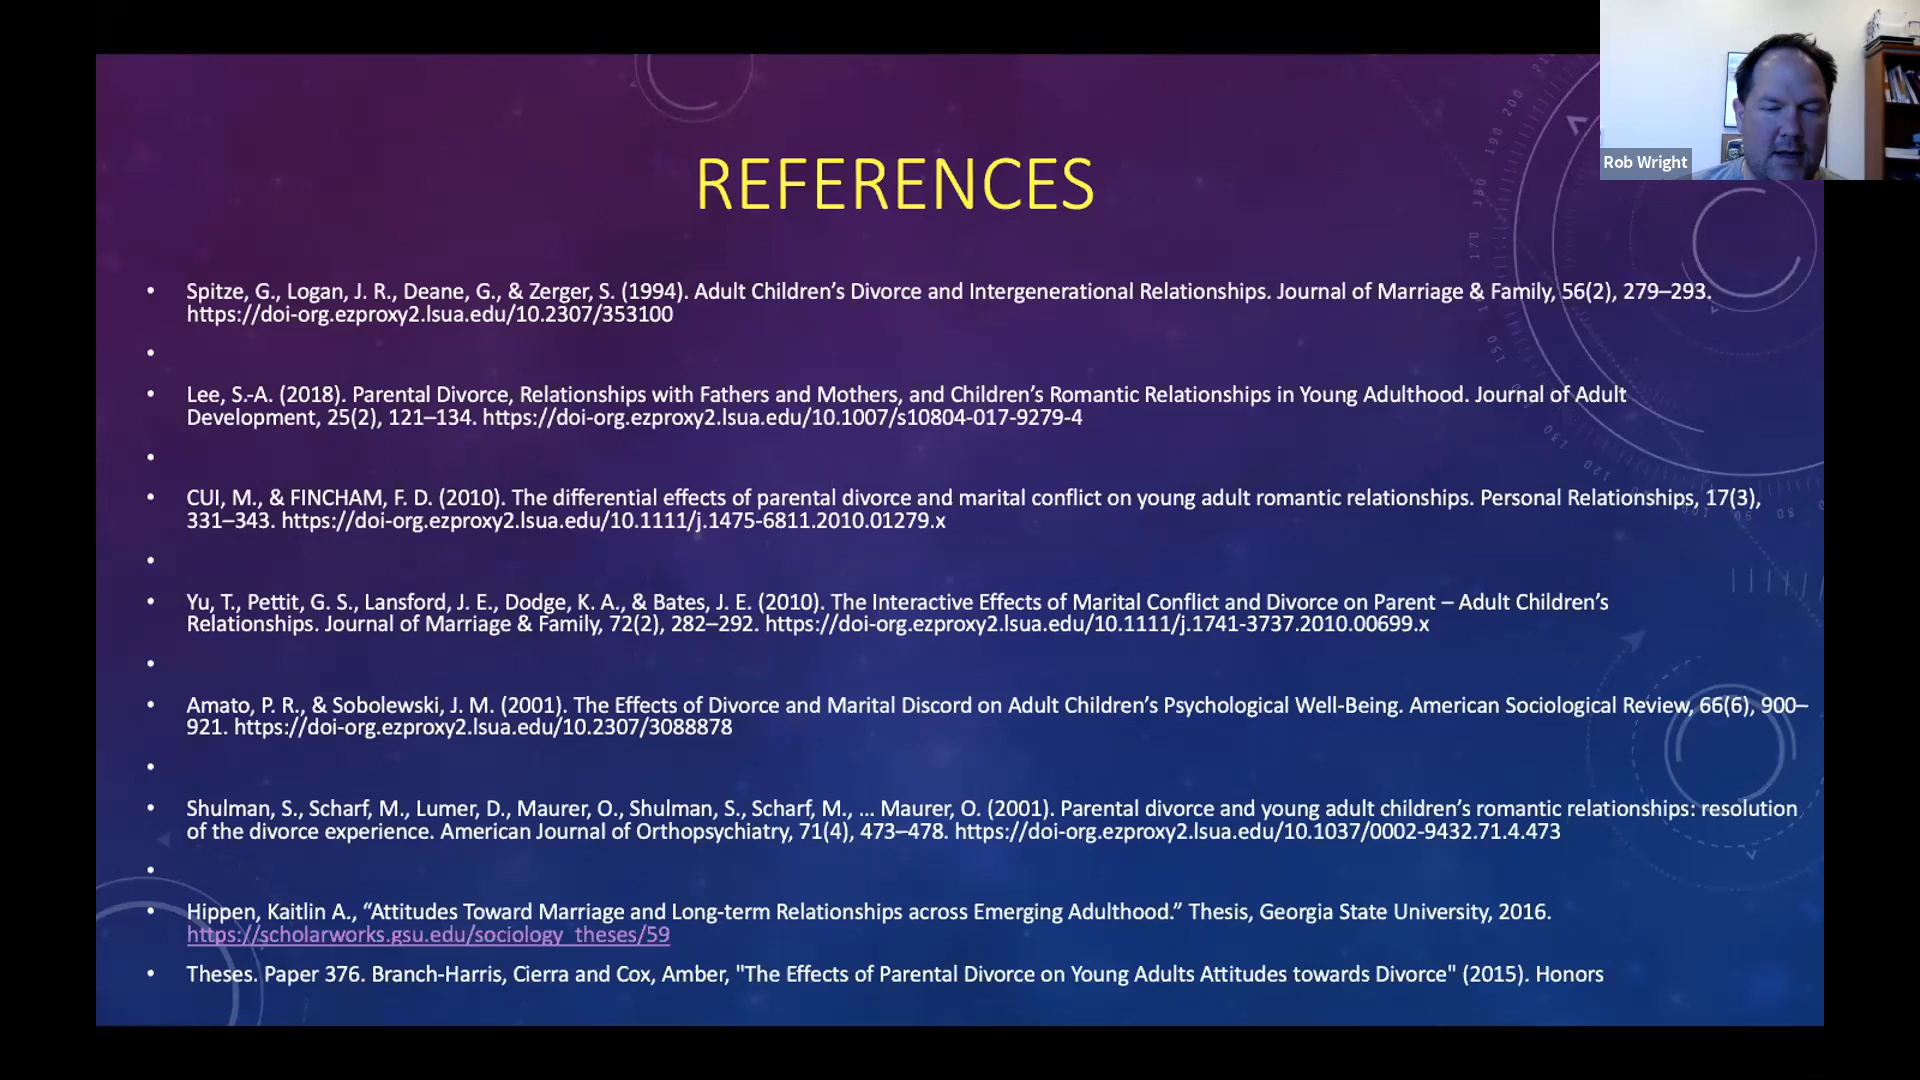 Rob Wright
REFERENCES
• Spitze, G., Logan, J. R., Deane, G., & Zerger, S. (1994). Adult Children’s Divorce and Intergenerational Relationships. Journal of Marriage & Family, 56(2), 279–293.
https://doi-org.ezproxy2.lsua.edu/10.2307/353100
•
• Lee, S.-A. (2018). Parental Divorce, Relationships with Fathers and Mothers, and Children’s Romantic Relationships in Young Adulthood. Journal of Adult
Development, 25(2), 121–134. https://doi-org.ezproxy2.lsua.edu/10.1007/s10804-017-9279-4
•
• CUI, M., & FINCHAM, F. D. (2010). The differential effects of parental divorce and marital conflict on young adult romantic relationships. Personal Relationships, 17(3),
331–343. https://doi-org.ezproxy2.lsua.edu/10.1111/j.1475-6811.2010.01279.x
•
• Yu, T., Pettit, G. S., Lansford, J. E., Dodge, K. A., & Bates, J. E. (2010). The Interactive Effects of Marital Conflict and Divorce on Parent – Adult Children’s
Relationships. Journal of Marriage & Family, 72(2), 282–292. https://doi-org.ezproxy2.lsua.edu/10.1111/j.1741-3737.2010.00699.x
•
• Amato, P. R., & Sobolewski, J. M. (2001). The Effects of Divorce and Marital Discord on Adult Children’s Psychological Well-Being. American Sociological Review, 66(6), 900–
921. https://doi-org.ezproxy2.lsua.edu/10.2307/3088878
•
• Shulman, S., Scharf, M., Lumer, D., Maurer, O., Shulman, S., Scharf, M., … Maurer, O. (2001). Parental divorce and young adult children’s romantic relationships: resolution
of the divorce experience. American Journal of Orthopsychiatry, 71(4), 473–478. https://doi-org.ezproxy2.lsua.edu/10.1037/0002-9432.71.4.473
•
• Hippen, Kaitlin A., “Attitudes Toward Marriage and Long-term Relationships across Emerging Adulthood.” Thesis, Georgia State University, 2016.
https://scholarworks.gsu.edu/sociology_theses/59
• Theses. Paper 376. Branch-Harris, Cierra and Cox, Amber, "The Effects of Parental Divorce on Young Adults Attitudes towards Divorce" (2015). Honors